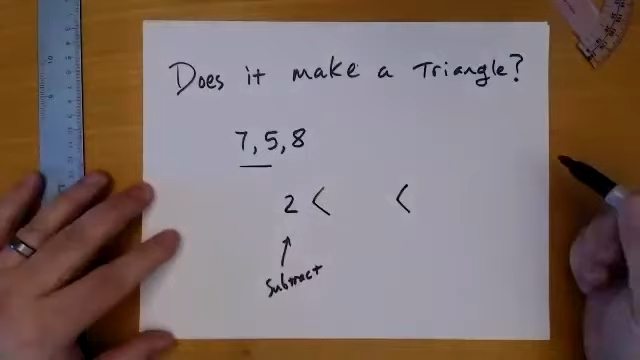 Does it make a Triangle?
7, 5, 8
2 < <
Subtract